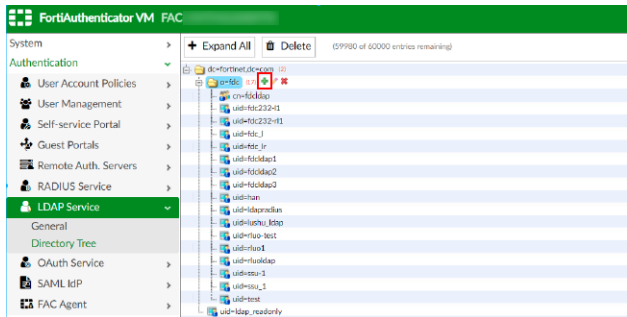 FortiAuthenticator VM FAC
System
Authentication
User Account Policies
User Management
Self-service Portal
Guest Portals
Remote Auth. Servers
RADIUS Service
LDAP Service
General
Directory Tree
OAuth Service
SAML IdP
FAC Agent
+ Expand All Delete (59980 of 60000 entries remaining)
dc=fortinet,dc=com (2)
o=fdc (17)
cn=fdcldap
uid=fdc232-l1
uid=fdc232-rl1
uid=fdc_l
uid=fdc_lr
uid=fdcldap1
uid=fdcldap2
uid=fdcldap3
uid=han
uid=ldapradius
uid=lushu_ldap
uid=rluo-test
uid=rluo1
uid=rluoldap
uid=ssu-1
uid=ssu_1
uid=test
uid=ldap_readonly